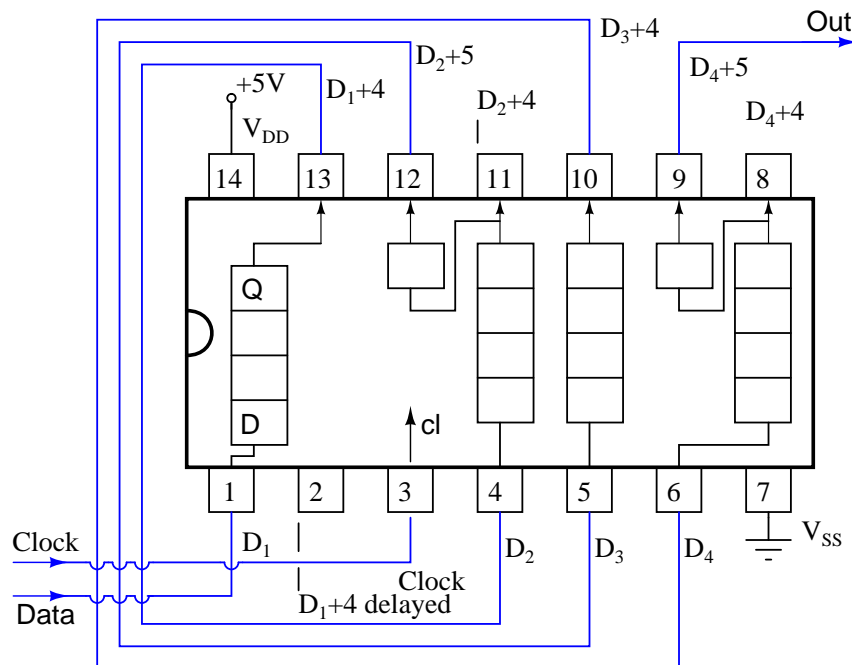 D₃+4
Out
D₂+5
D₄+5
+5V
D₁+4
D₂+4
D₄+4
V_DD
14
13
12
11
10
9
8
Q
D
cl
1
2
3
4
5
6
7
D₁
D₂
D₃
D₄
V_SS
Clock
Clock
Data
D₁+4 delayed